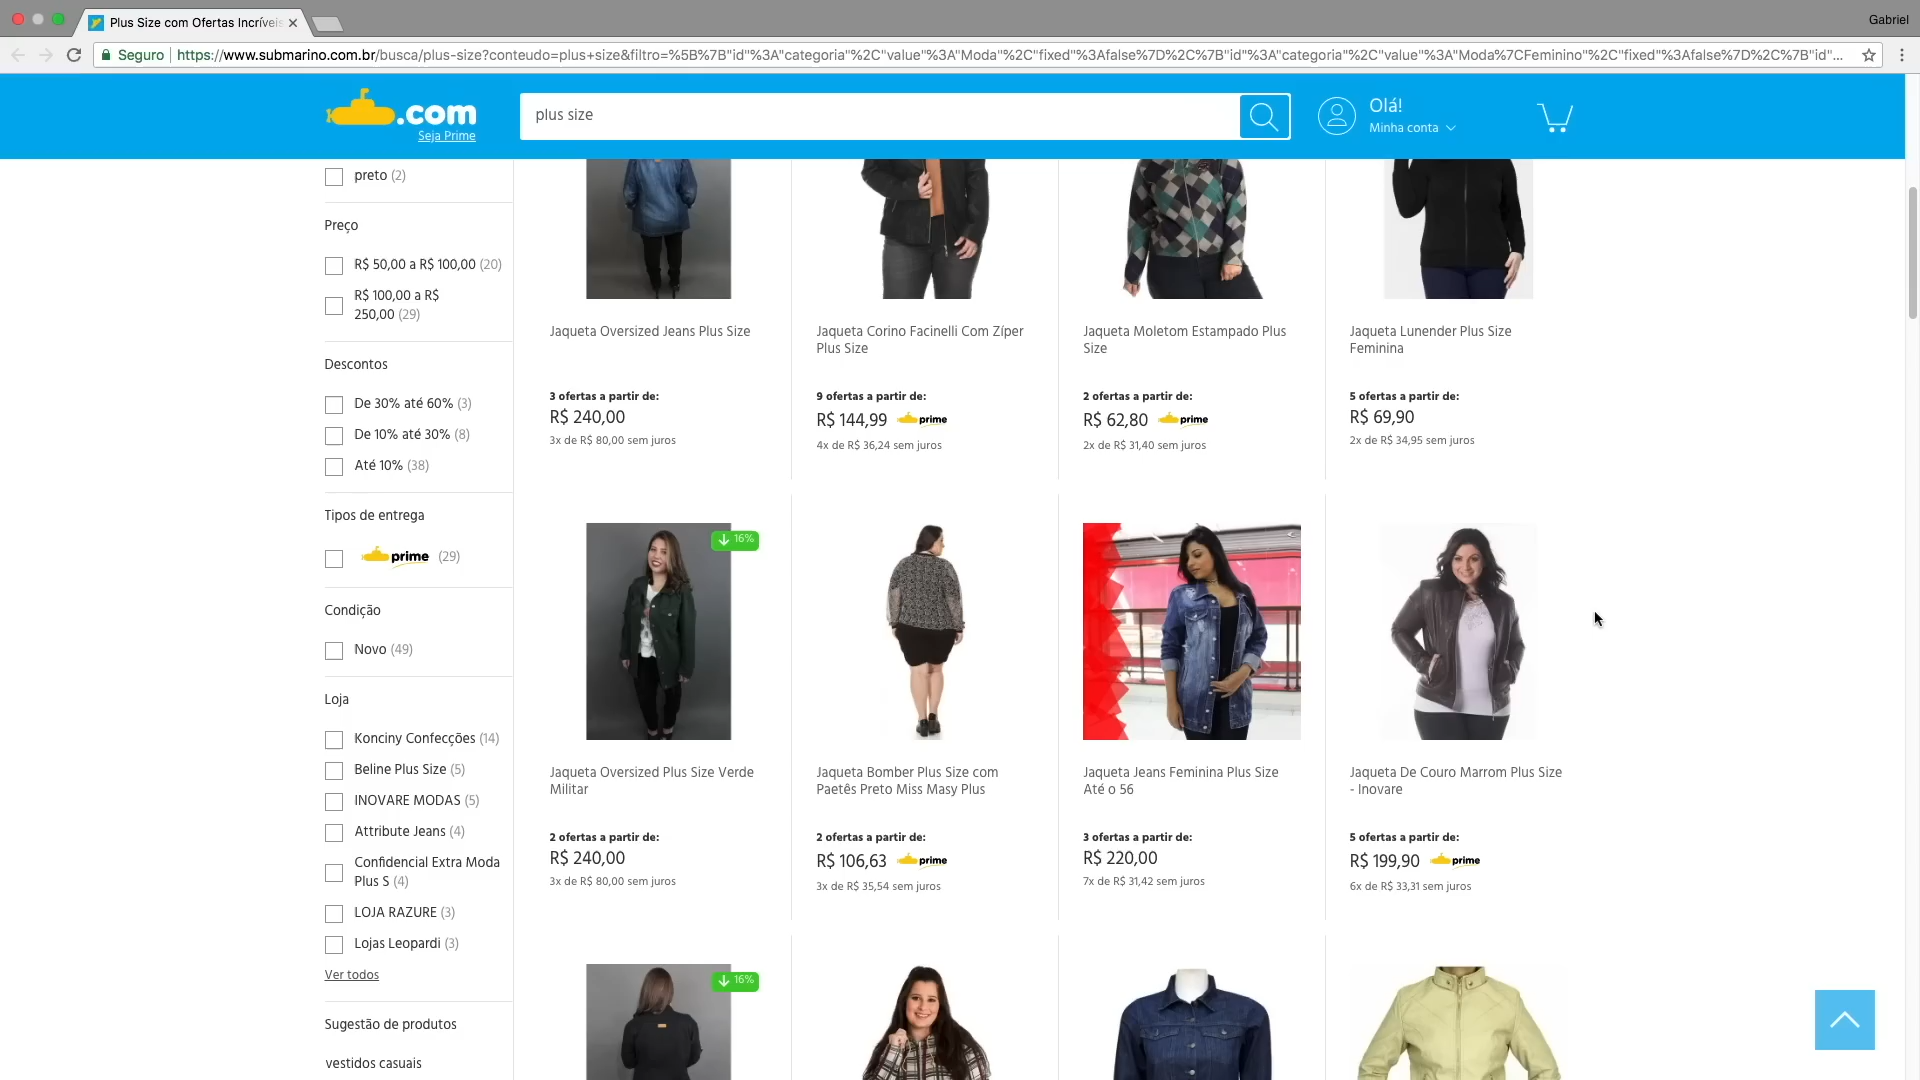 Plus Size com Ofertas Incríveis
Gabriel
Seguro
https://www.submarino.com.br/busca/plus-size?conteudo=plus+size&filtro=%5B%7B"id"%3A"categoria"%2C"value"%3A"Moda"%2C"fixed"%3Afalse%7D%2C%7B"id"%3A"categoria"%2C"value"%3A"Moda%7CFeminino"%2C"fixed"%3Afalse%7D%2C%7B"id"...
.com
Seja Prime
plus size
Olá!
Minha conta
preto (2)
Preço
R$ 50,00 a R$ 100,00 (20)
R$ 100,00 a R$
250,00 (29)
Descontos
De 30% até 60% (3)
De 10% até 30% (8)
Até 10% (38)
Tipos de entrega
prime (29)
Condição
Novo (49)
Loja
Konciny Confecções (14)
Beline Plus Size (5)
INOVARE MODAS (5)
Attribute Jeans (4)
Confidencial Extra Moda
Plus S (4)
LOJA RAZURE (3)
Lojas Leopardi (3)
Ver todos
Sugestão de produtos
vestidos casuais
Jaqueta Oversized Jeans Plus Size
3 ofertas a partir de:
R$ 240,00
3x de R$ 80,00 sem juros
Jaqueta Corino Facinelli Com Zíper
Plus Size
9 ofertas a partir de:
R$ 144,99 prime
4x de R$ 36,24 sem juros
Jaqueta Moletom Estampado Plus
Size
2 ofertas a partir de:
R$ 62,80 prime
2x de R$ 31,40 sem juros
Jaqueta Lunender Plus Size
Feminina
5 ofertas a partir de:
R$ 69,90
2x de R$ 34,95 sem juros
16%
Jaqueta Oversized Plus Size Verde
Militar
2 ofertas a partir de:
R$ 240,00
3x de R$ 80,00 sem juros
Jaqueta Bomber Plus Size com
Paetês Preto Miss Masy Plus
2 ofertas a partir de:
R$ 106,63 prime
3x de R$ 35,54 sem juros
Jaqueta Jeans Feminina Plus Size
Até o 56
3 ofertas a partir de:
R$ 220,00
7x de R$ 31,42 sem juros
Jaqueta De Couro Marrom Plus Size
- Inovare
5 ofertas a partir de:
R$ 199,90 prime
6x de R$ 33,31 sem juros
16%